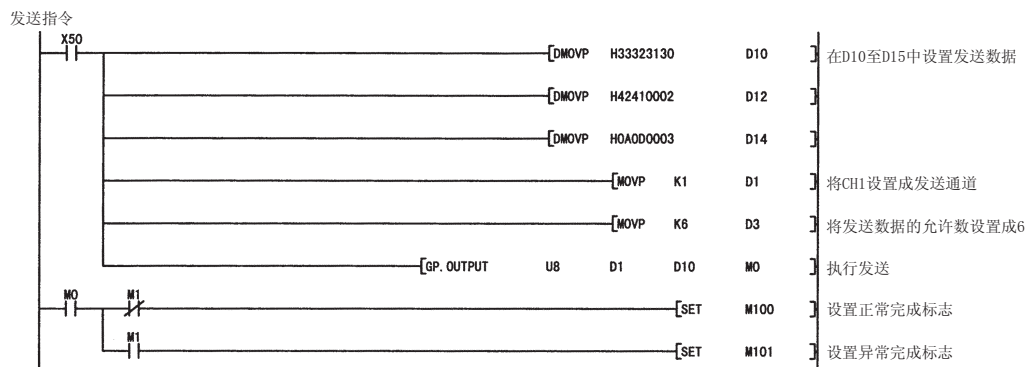 发送指令
X50
DMOVP H33323130 D10 在D10至D15中设置发送数据
DMOVP H42410002 D12
DMOVP H0A0D0003 D14
MOVP K1 D1 将CH1设置成发送通道
MOVP K6 D3 将发送数据的允许数设置成6
GP.OUTPUT U8 D1 D10 M0 执行发送
M0 M1 SET M100 设置正常完成标志
M1 SET M101 设置异常完成标志